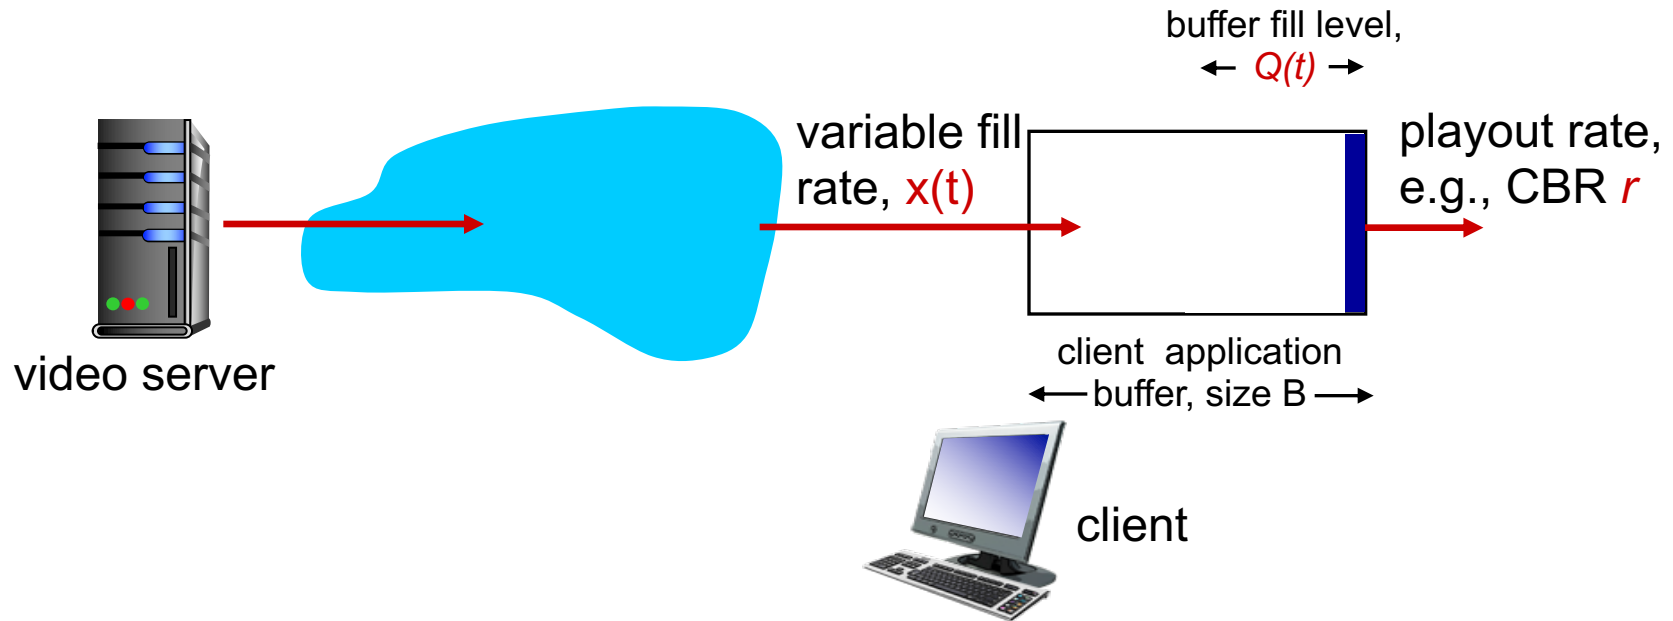 buffer fill level,
Q(t)
variable fill
rate, x(t)
playout rate,
e.g., CBR r
video server
client  application
buffer, size B
client